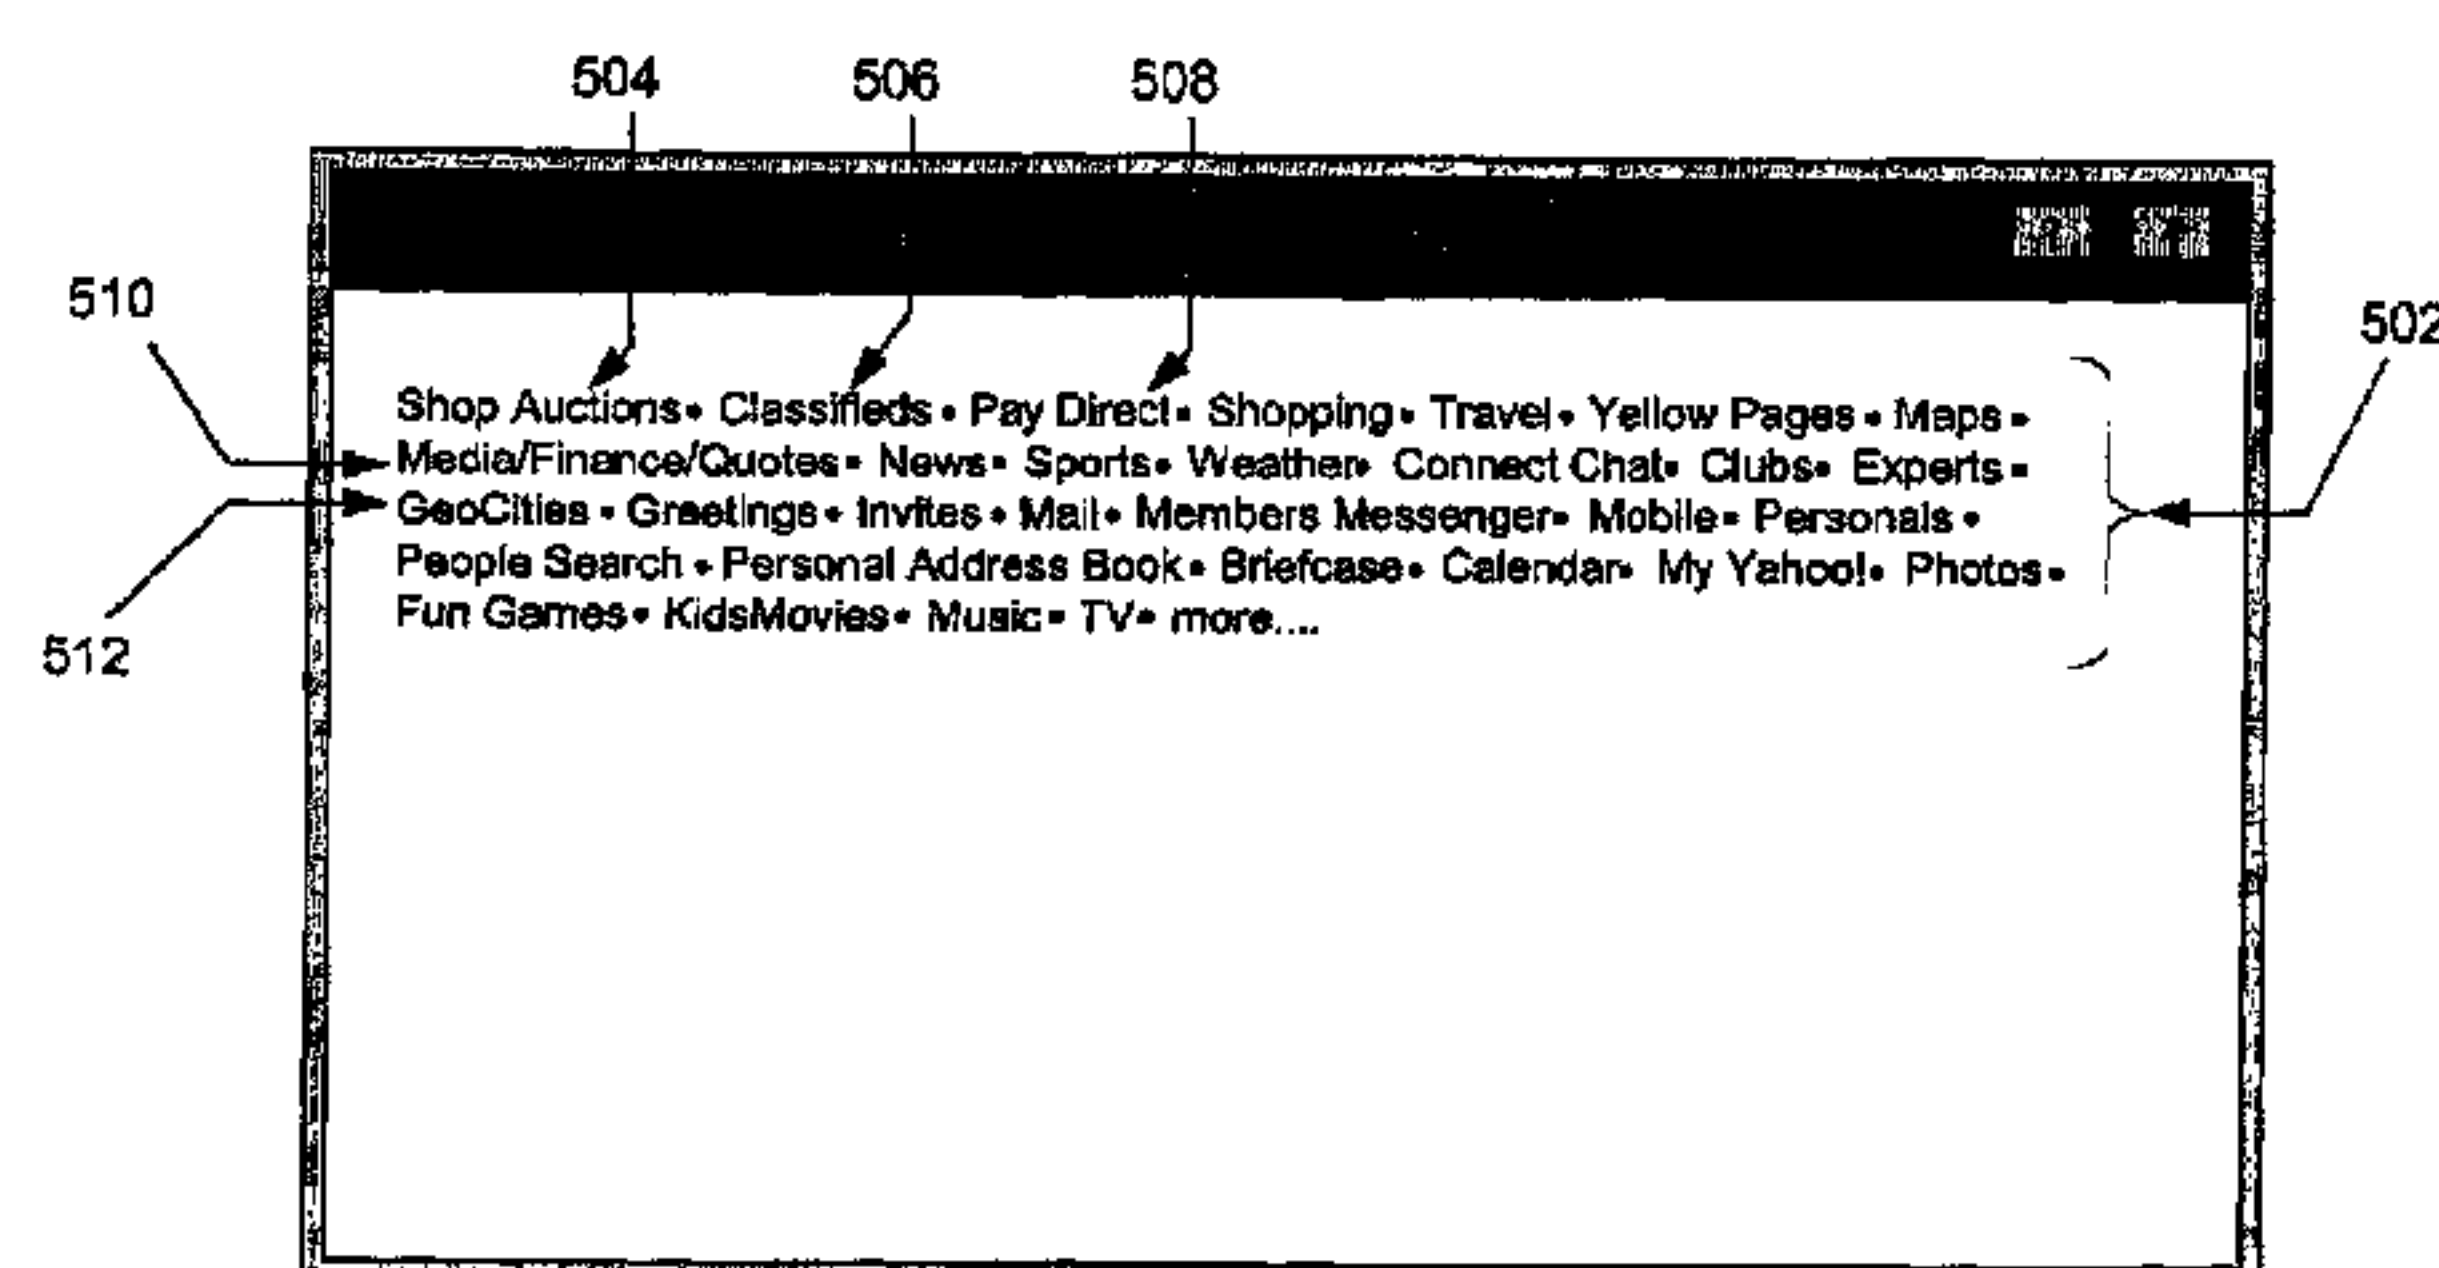 504 506 508
510
502
Shop Auctions• Classifieds • Pay Direct• Shopping• Travel• Yellow Pages • Maps •
Media/Finance/Quotes• News• Sports• Weather• Connect Chat• Clubs• Experts •
GeoCities • Greetings • Invites • Mail• Members Messenger• Mobile• Personals •
People Search • Personal Address Book• Briefcase• Calendar• My Yahoo!• Photos•
Fun Games• KidsMovies• Music• TV• more....
512